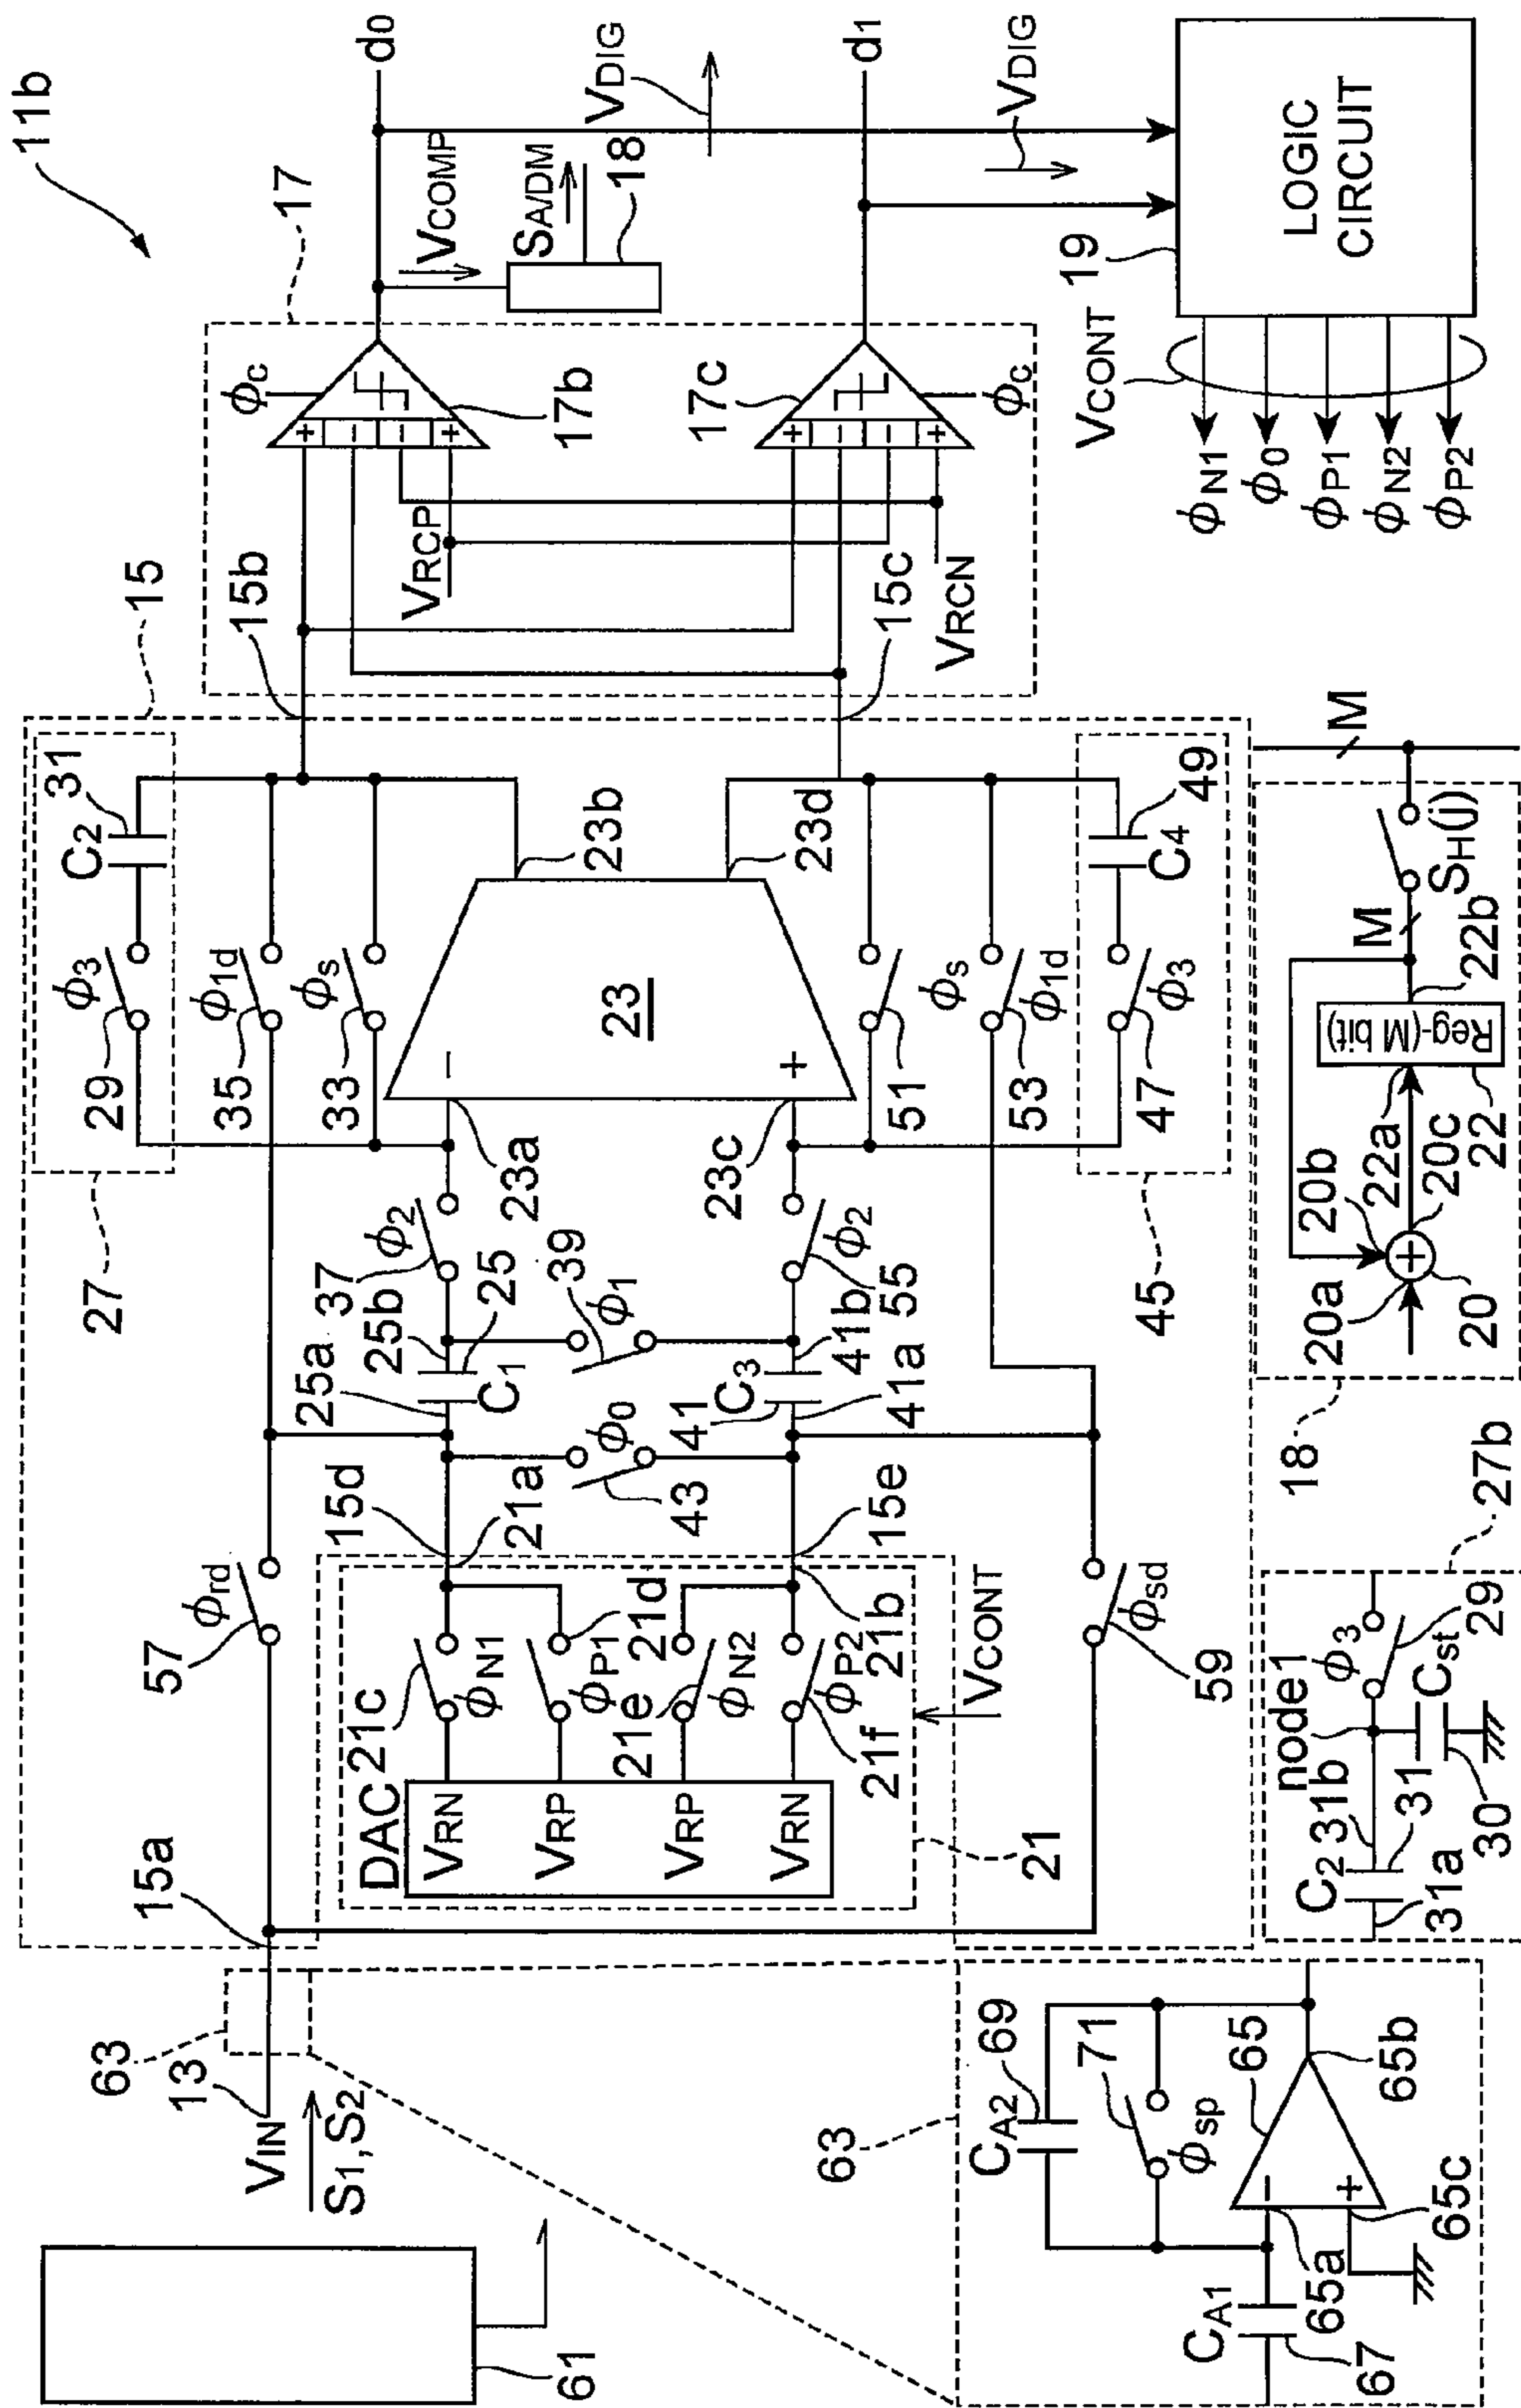 11b
15
17
d0
VCOMP
SA/DM
18
VDIG
d1
VDIG
19
LOGIC
CIRCUIT
VCONT
ϕN1
ϕ0
ϕP1
ϕN2
ϕP2
ϕc
17b
17c
ϕc
VRCP
VRCN
15b
15c
27
ϕ3
29
C2
31
ϕ1d
35
ϕs
33
23
−
+
23a
23b
23c
23d
51
ϕs
53
ϕ1d
47
ϕ3
C4
49
45
57
ϕrd
15a
63
13
VIN
S1,S2
61
25a
25b
25
C1
37
ϕ2
39
ϕ1
ϕ0
43
41
C3
41a
41b
55
ϕ2
15d
21a
15e
21b
DAC
21c
VRN
ϕN1
VRP
ϕP1
21d
VRP
21e
ϕN2
VRN
21f
ϕP2
21
VCONT
ϕsd
59
63
CA2
69
71
ϕsp
65
−
+
65a
65b
65c
CA1
67
C2
31b
31
31a
node1
ϕ3
29
Cst
30
27b
18
20a
20b
+
20
20c
22a
Reg-(M bit)
22
22b
M
SH(j)
M